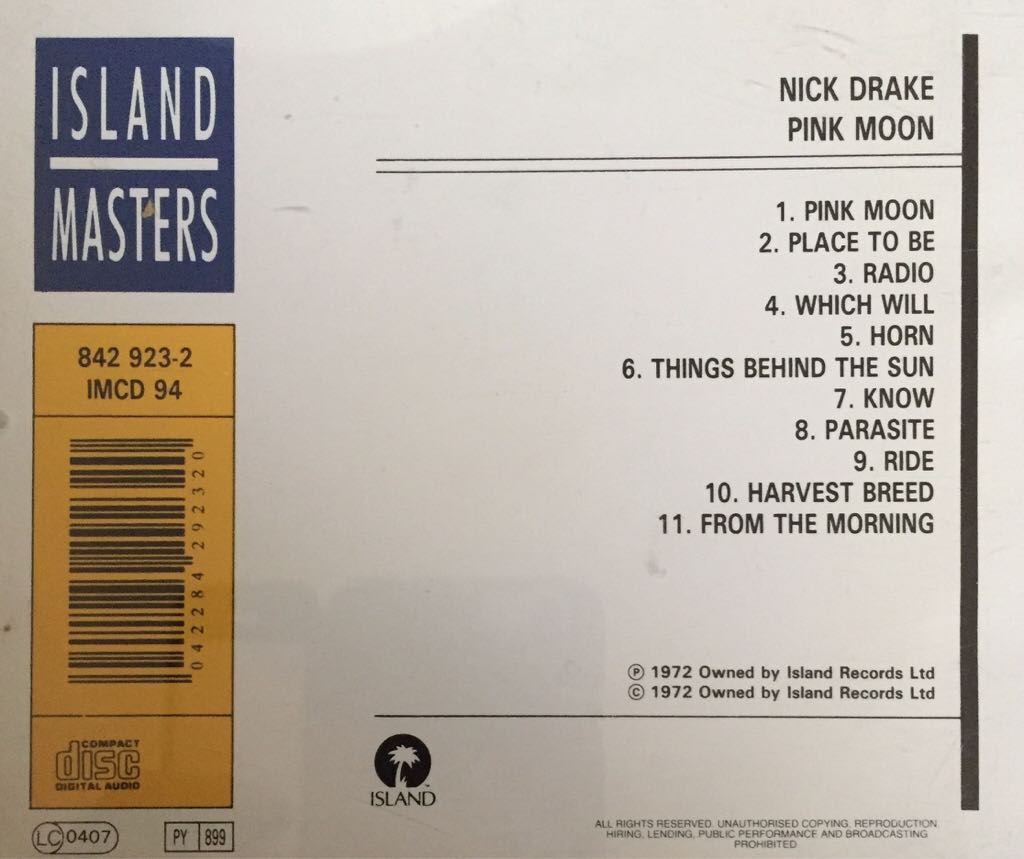 ISLAND
MASTERS
842 923-2
IMCD 94
042284 292320
COMPACT
disc
DIGITAL AUDIO
LC 0407
PY 899
NICK DRAKE
PINK MOON
1. PINK MOON
2. PLACE TO BE
3. RADIO
4. WHICH WILL
5. HORN
6. THINGS BEHIND THE SUN
7. KNOW
8. PARASITE
9. RIDE
10. HARVEST BREED
11. FROM THE MORNING
℗ 1972 Owned by Island Records Ltd
© 1972 Owned by Island Records Ltd
ISLAND
ALL RIGHTS RESERVED. UNAUTHORISED COPYING, REPRODUCTION,
HIRING, LENDING, PUBLIC PERFORMANCE AND BROADCASTING
PROHIBITED